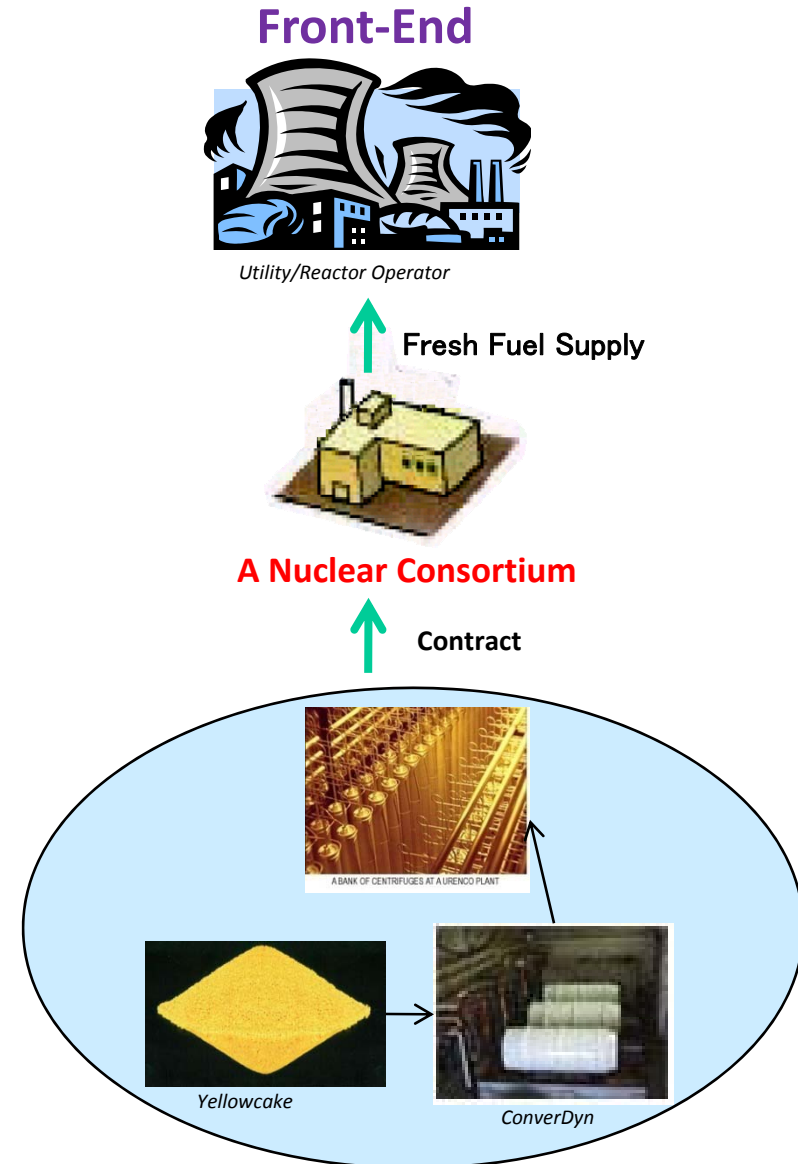 Front-End
Utility/Reactor Operator
Fresh Fuel Supply
A Nuclear Consortium
Contract
A BANK OF CENTRIFUGES AT A URENCO PLANT
Yellowcake
ConverDyn